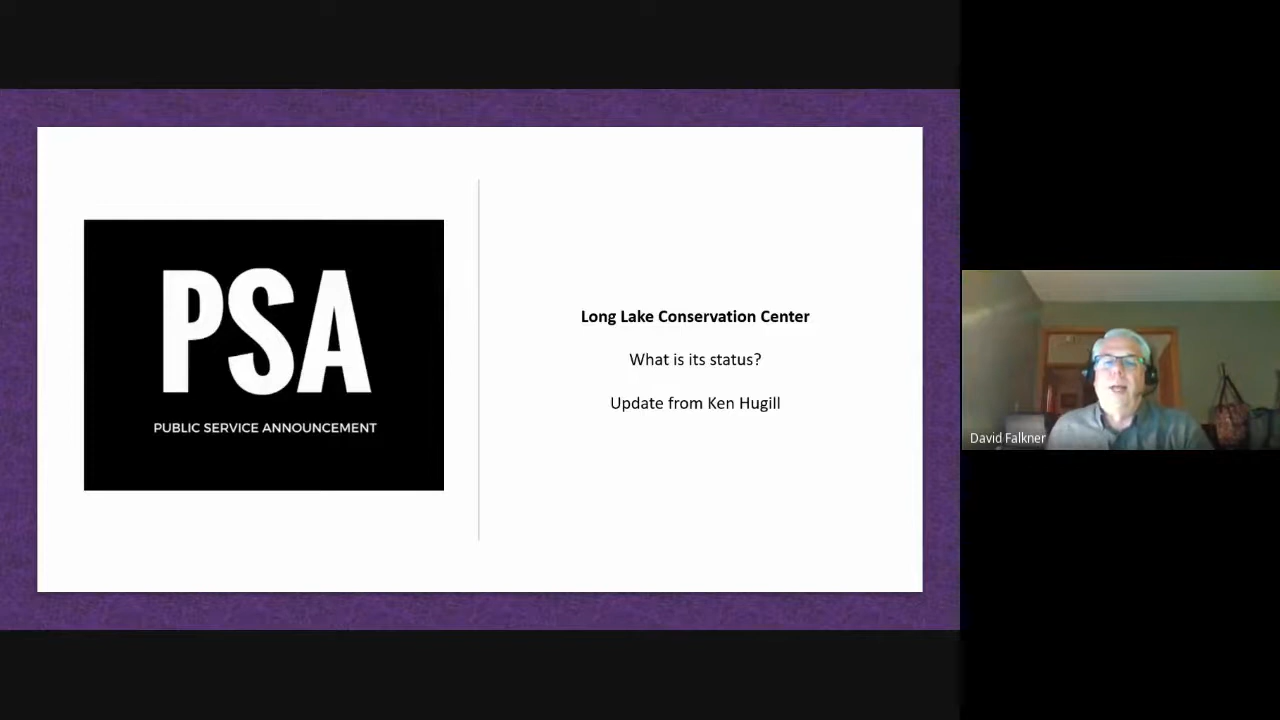 PSA
PUBLIC SERVICE ANNOUNCEMENT
Long Lake Conservation Center
What is its status?
Update from Ken Hugill
David Falkner